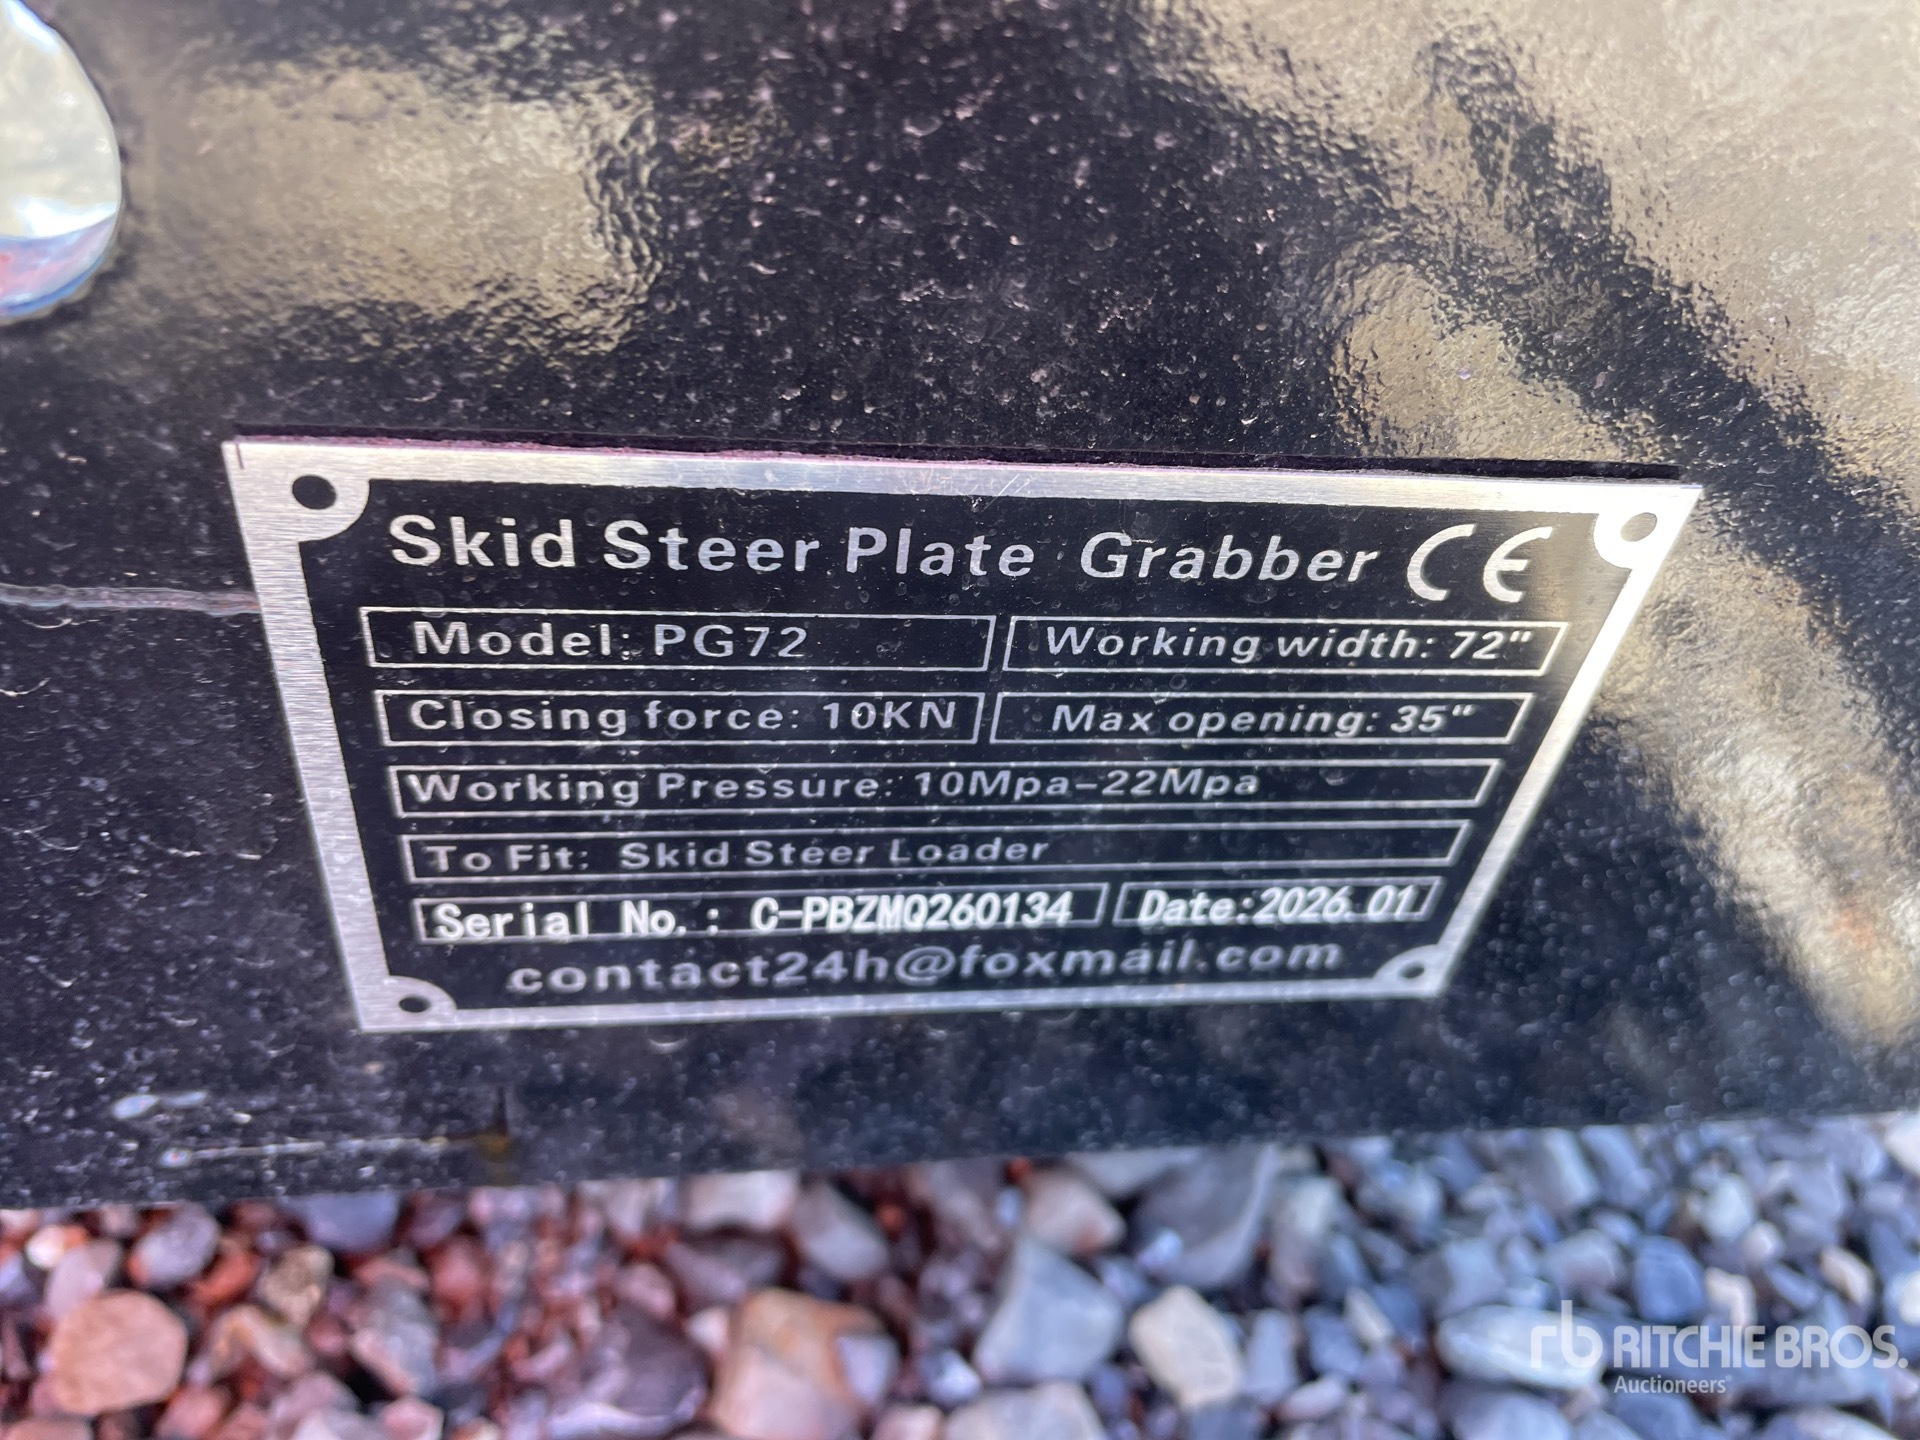 Skid Steer Plate Grabber CE
Model: PG72
Working width: 72"
Closing force: 10KN
Max opening: 35"
Working Pressure: 10Mpa-22Mpa
To Fit: Skid Steer Loader
Serial No.: C-PBZMQ260134
Date:2026.01
contact24h@foxmail.com
rb RITCHIE BROS.
Auctioneers